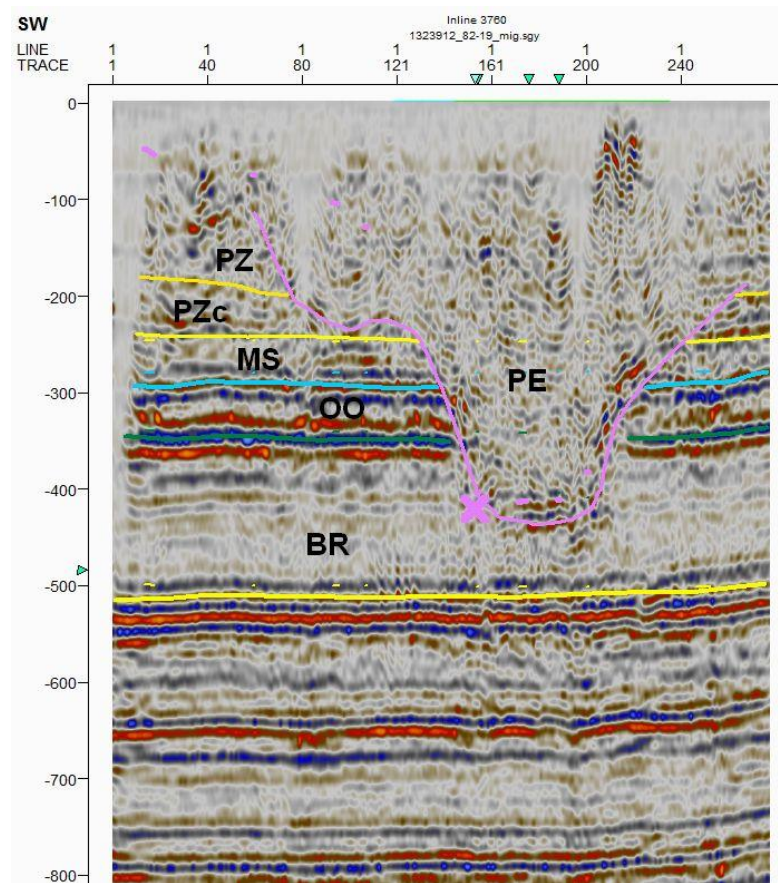 SW
Inline 3760
1323912_82-19_mig.sgy
LINE 1 1 1 1 1 1 1
TRACE 1 40 80 121 161 200 240
0
-100
PZ
-200
PZc
MS
PE
-300
OO
-400
BR
-500
-600
-700
-800